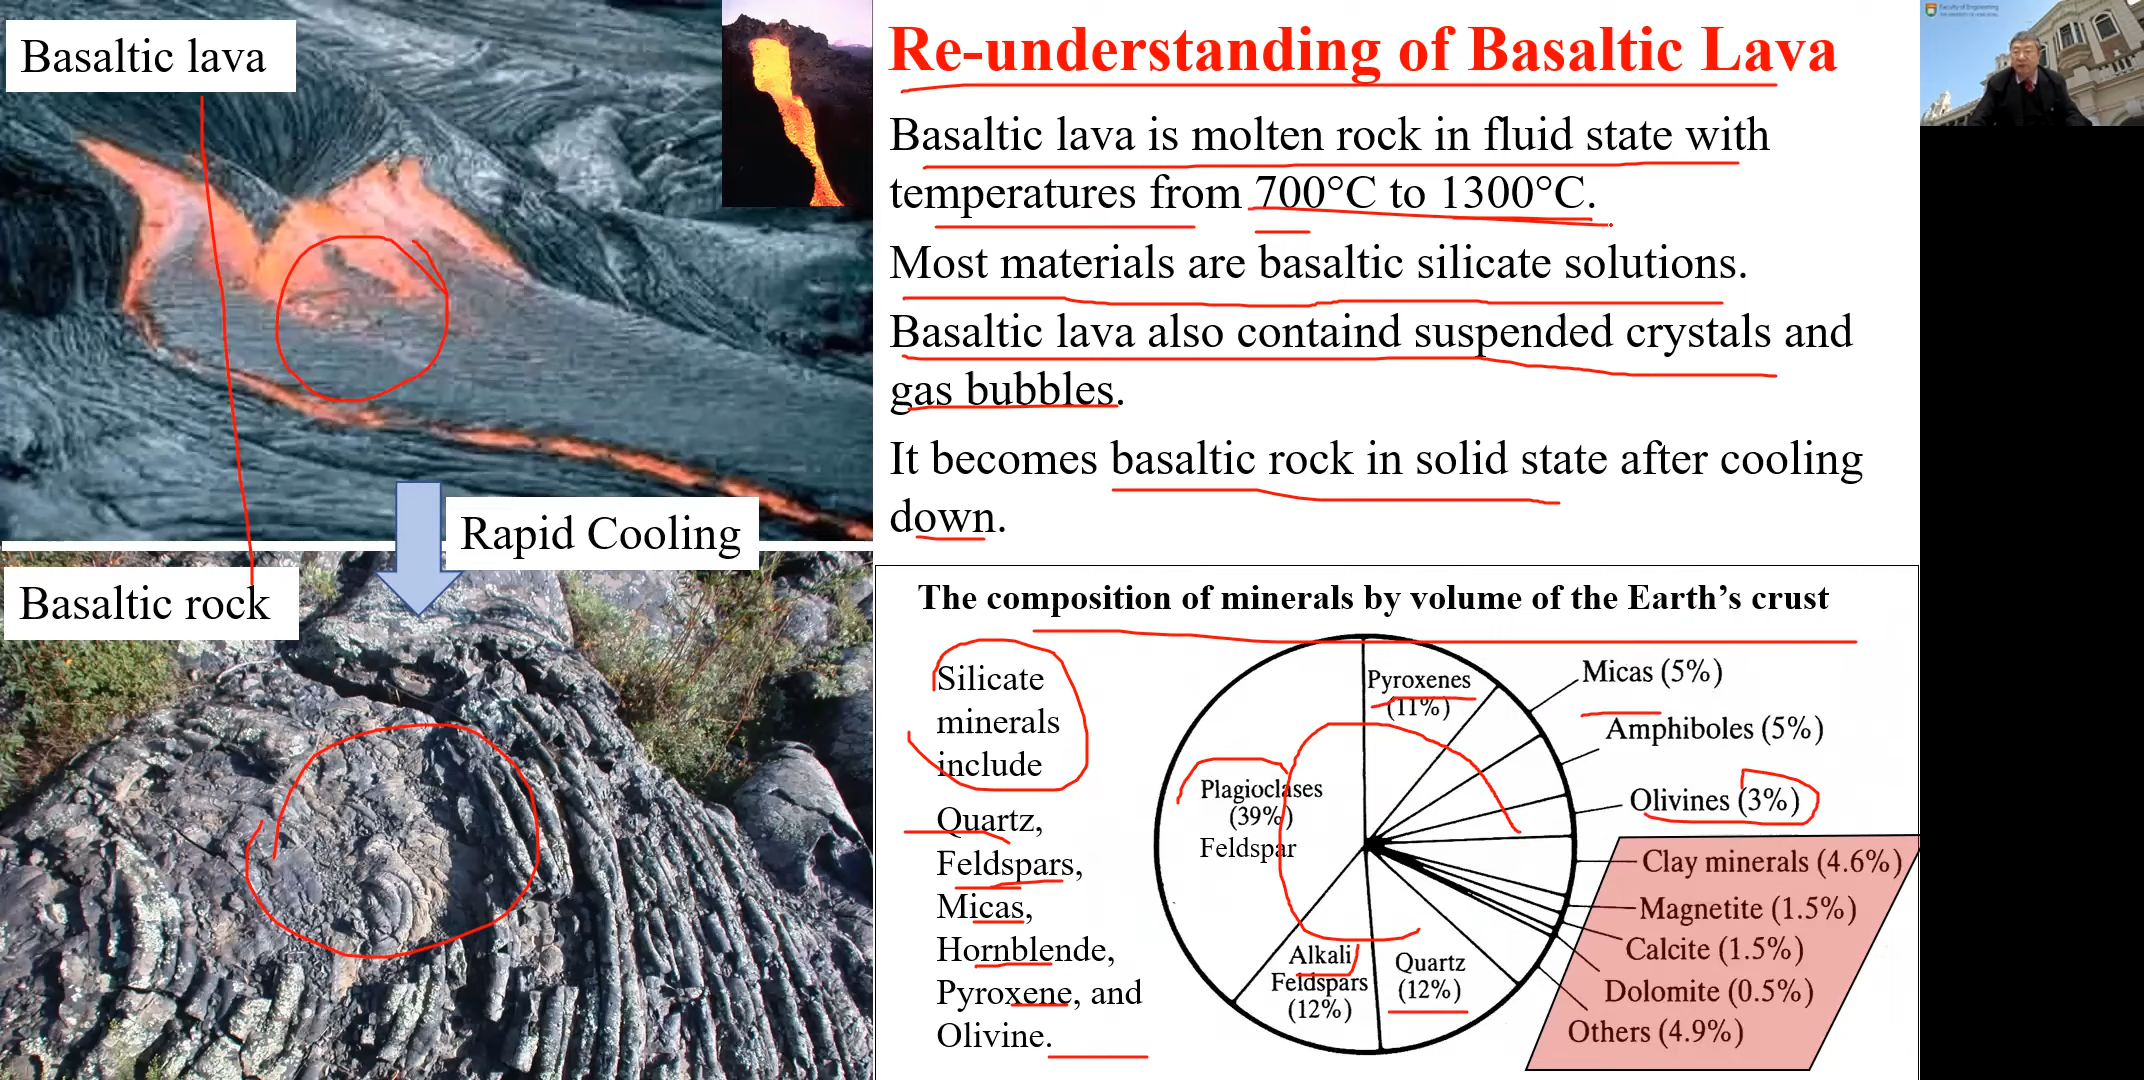 Basaltic lava
Rapid Cooling
Basaltic rock
Re-understanding of Basaltic Lava
Basaltic lava is molten rock in fluid state with
temperatures from 700°C to 1300°C.
Most materials are basaltic silicate solutions.
Basaltic lava also containd suspended crystals and
gas bubbles.
It becomes basaltic rock in solid state after cooling
down.
The composition of minerals by volume of the Earth's crust
Silicate
minerals
include
Quartz,
Feldspars,
Micas,
Hornblende,
Pyroxene, and
Olivine.
Pyroxenes
(11%)
Micas (5%)
Amphiboles (5%)
Olivines (3%)
Clay minerals (4.6%)
Magnetite (1.5%)
Calcite (1.5%)
Dolomite (0.5%)
Others (4.9%)
Quartz
(12%)
Alkali
Feldspars
(12%)
Plagioclases
(39%)
Feldspar
Faculty of Engineering